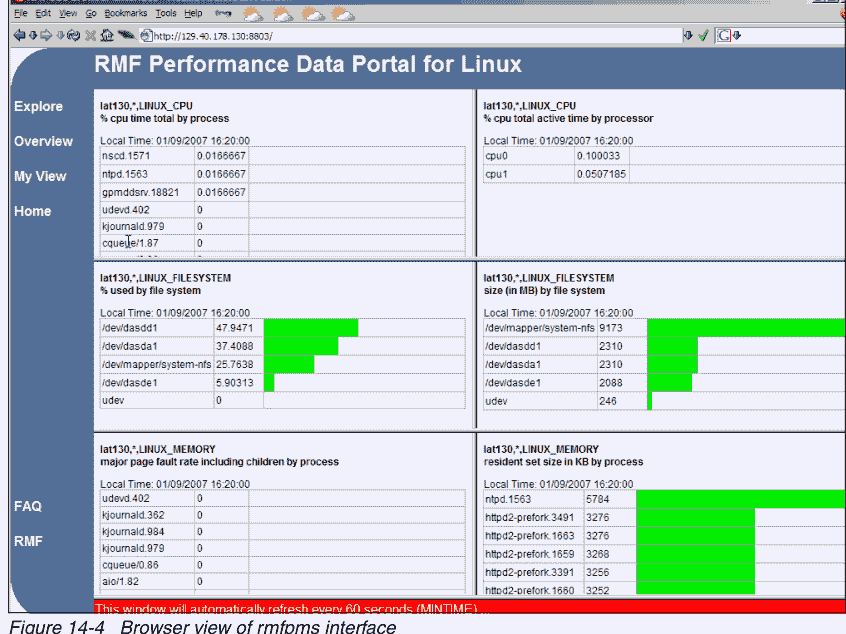 File Edit View Go Bookmarks Tools Help
http://129.40.178.130:8803/
G
RMF Performance Data Portal for Linux
Explore
Overview
My View
Home
FAQ
RMF
lat130,*,LINUX_CPU
% cpu time total by process
Local Time: 01/09/2007 16:20:00
nscd.1571 0.0166667
ntpd.1563 0.0166667
gpmddsrv.18821 0.0166667
udevd.402 0
kjournald.979 0
cqueue/1.87 0
lat130,*,LINUX_CPU
% cpu total active time by processor
Local Time: 01/09/2007 16:20:00
cpu0 0.100033
cpu1 0.0507185
lat130,*,LINUX_FILESYSTEM
% used by file system
Local Time: 01/09/2007 16:20:00
/dev/dasdd1 47.9471
/dev/dasda1 37.4088
/dev/mapper/system-nfs 25.7638
/dev/dasde1 5.90313
udev 0
lat130,*,LINUX_FILESYSTEM
size (in MB) by file system
Local Time: 01/09/2007 16:20:00
/dev/mapper/system-nfs 9173
/dev/dasdd1 2310
/dev/dasda1 2310
/dev/dasde1 2088
udev 246
lat130,*,LINUX_MEMORY
major page fault rate including children by process
Local Time: 01/09/2007 16:20:00
udevd.402 0
kjournald.362 0
kjournald.984 0
kjournald.979 0
cqueue/0.86 0
aio/1.82 0
lat130,*,LINUX_MEMORY
resident set size in KB by process
Local Time: 01/09/2007 16:20:00
ntpd.1563 5784
httpd2-prefork.3491 3276
httpd2-prefork.1663 3276
httpd2-prefork.1659 3268
httpd2-prefork.3391 3256
httpd2-prefork.1660 3252
This window will automatically refresh every 60 seconds (MINTIME) ...
Figure 14-4 Browser view of rmfpms interface